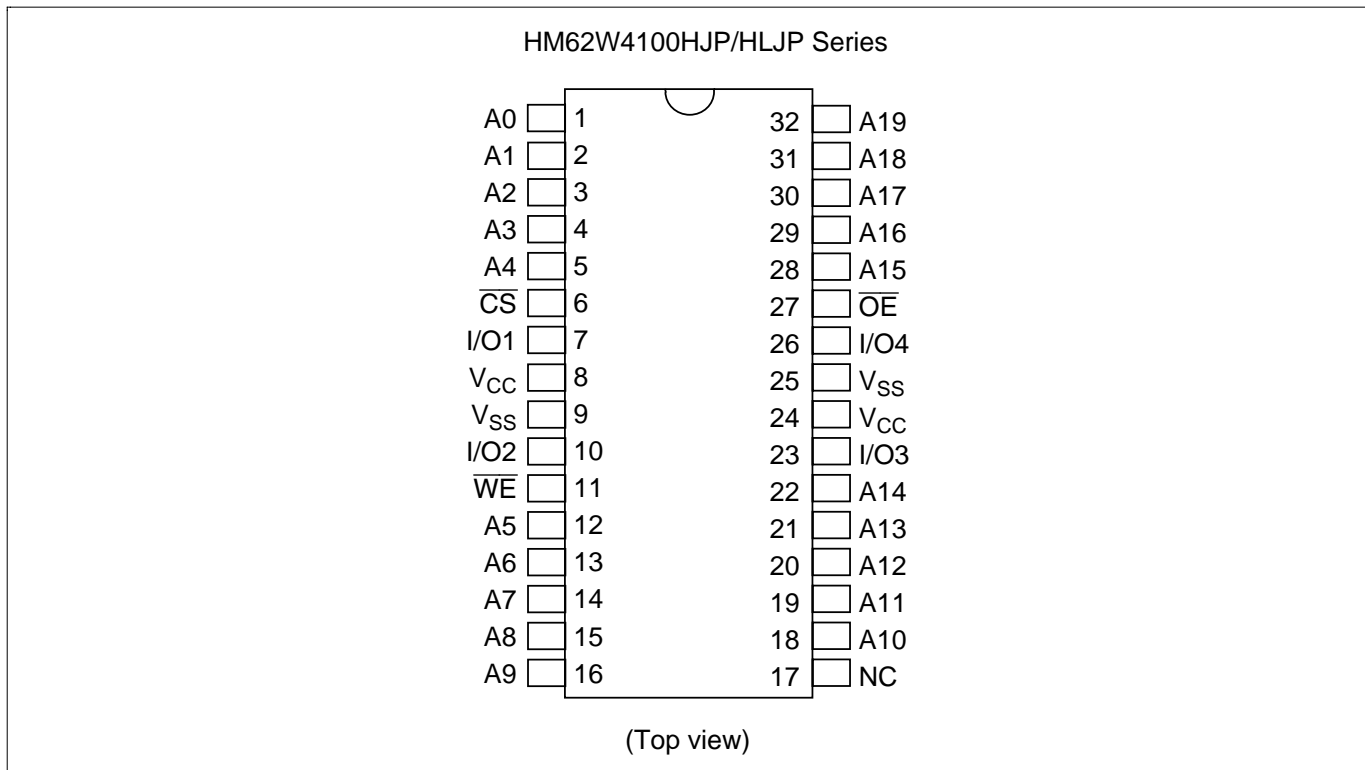 HM62W4100HJP/HLJP Series
A0 1 32 A19
A1 2 31 A18
A2 3 30 A17
A3 4 29 A16
A4 5 28 A15
C̅S̅ 6 27 O̅E̅
I/O1 7 26 I/O4
VCC 8 25 VSS
VSS 9 24 VCC
I/O2 10 23 I/O3
W̅E̅ 11 22 A14
A5 12 21 A13
A6 13 20 A12
A7 14 19 A11
A8 15 18 A10
A9 16 17 NC
(Top view)